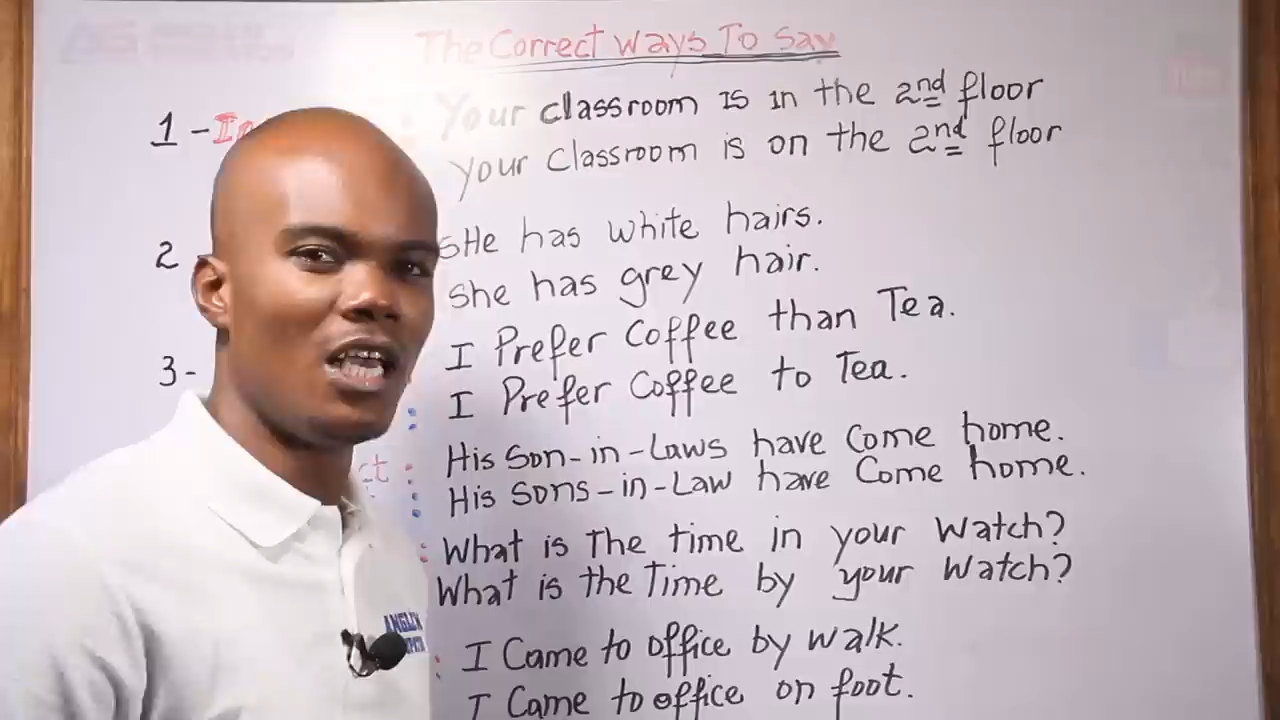 The Correct Ways To Say
1 - Your classroom is in the 2nd floor
Your classroom is on the 2nd floor
2 She has white hairs.
She has grey hair.
3- I Prefer Coffee than Tea.
: I Prefer Coffee to Tea.
: His Son-in-Laws have Come home.
: His Sons-in-Law have Come home.
: What is The time in your Watch?
What is the Time by your Watch?
: I Came to office by walk.
I Came to office on foot.